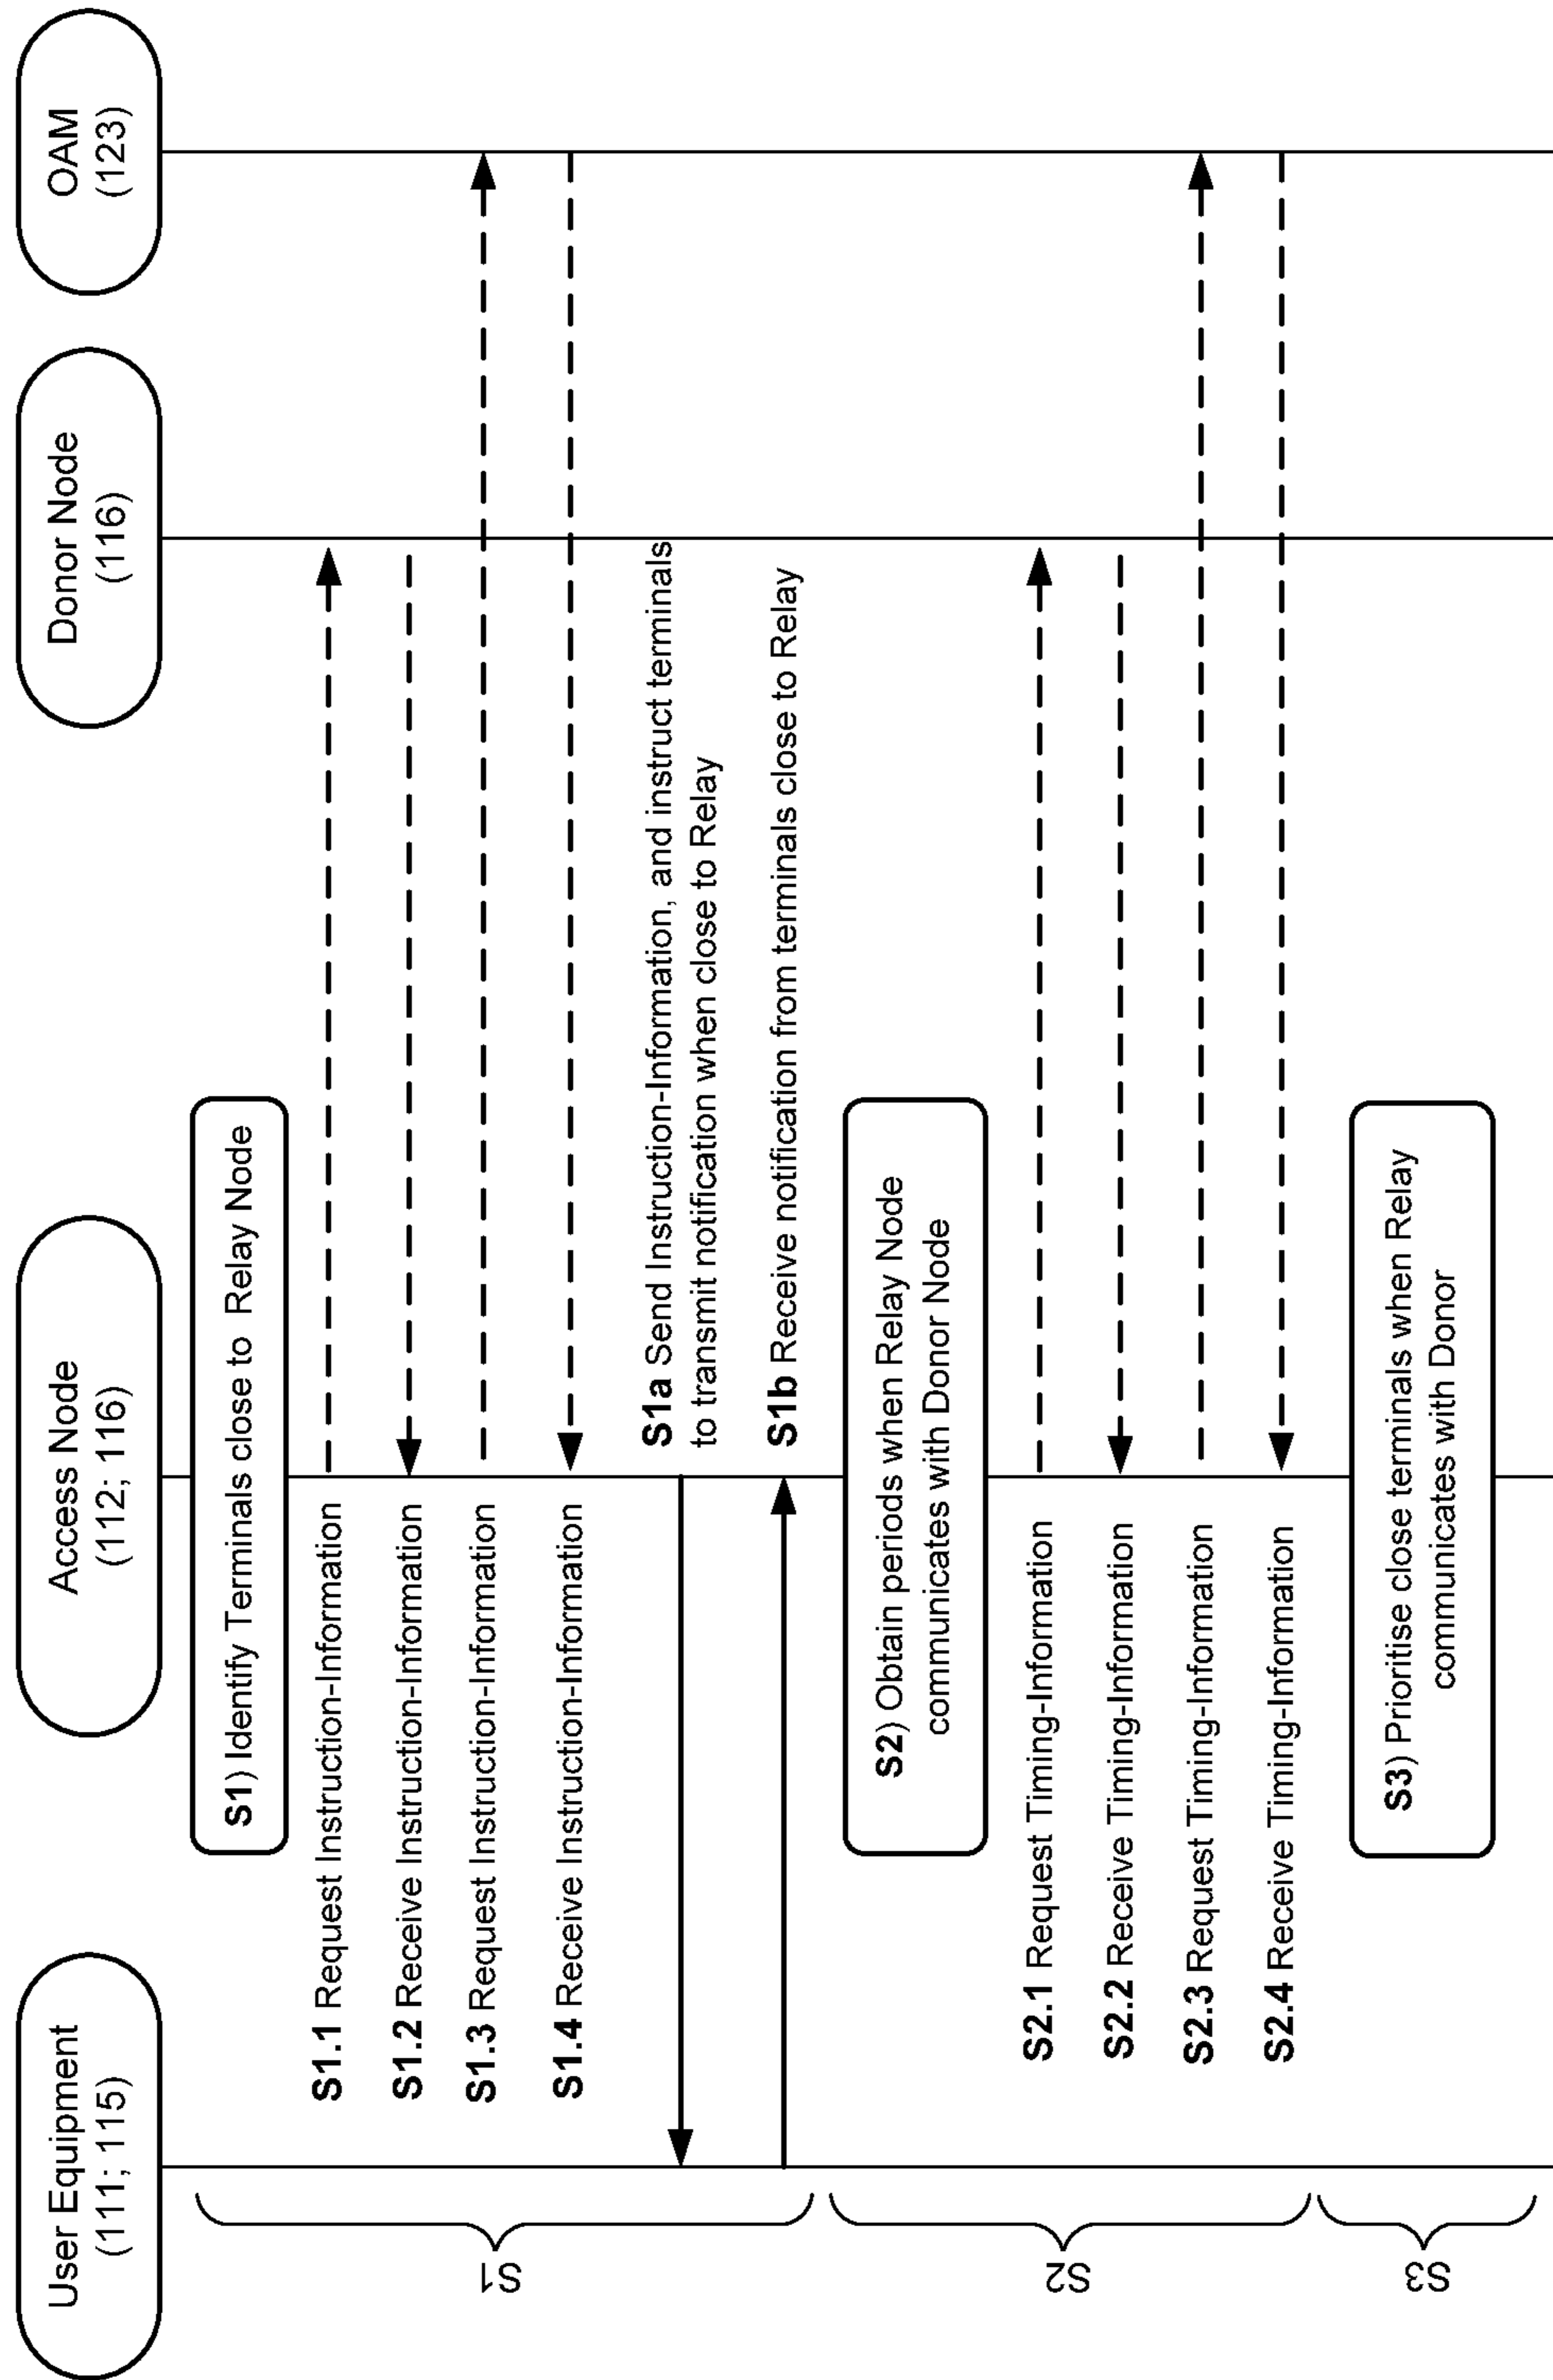 User Equipment
(111; 115)
Access Node
(112; 116)
Donor Node
(116)
OAM
(123)
S1) Identify Terminals close to Relay Node
S1.1 Request Instruction-Information
S1.2 Receive Instruction-Information
S1.3 Request Instruction-Information
S1.4 Receive Instruction-Information
S1a Send Instruction-Information, and instruct terminals
to transmit notification when close to Relay
S1b Receive notification from terminals close to Relay
S1
S2) Obtain periods when Relay Node
communicates with Donor Node
S2.1 Request Timing-Information
S2.2 Receive Timing-Information
S2.3 Request Timing-Information
S2.4 Receive Timing-Information
S2
S3) Prioritise close terminals when Relay
communicates with Donor
S3